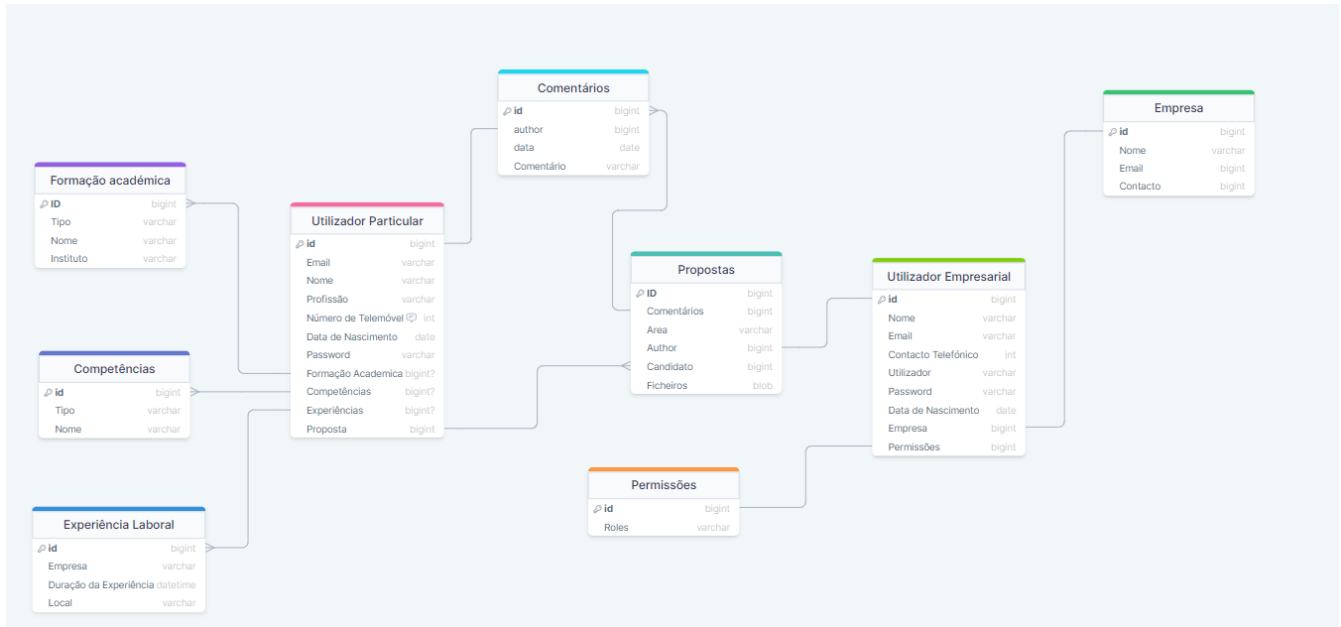 Comentários
id bigint
author bigint
data date
Comentário varchar
Empresa
id bigint
Nome varchar
Email bigint
Contacto bigint
Formação académica
ID bigint
Tipo varchar
Nome varchar
Instituto varchar
Utilizador Particular
id bigint
Email varchar
Nome varchar
Profissão varchar
Número de Telemóvel int
Data de Nascimento date
Password varchar
Formação Academica bigint?
Competências bigint?
Experiências bigint?
Proposta bigint
Propostas
ID bigint
Comentários bigint
Area varchar
Author bigint
Candidato bigint
Ficheiros blob
Utilizador Empresarial
id bigint
Nome varchar
Email varchar
Contacto Telefónico int
Utilizador varchar
Password varchar
Data de Nascimento date
Empresa bigint
Permissões bigint
Competências
id bigint
Tipo varchar
Nome varchar
Permissões
id bigint
Roles varchar
Experiência Laboral
id bigint
Empresa varchar
Duração da Experiência datetime
Local varchar